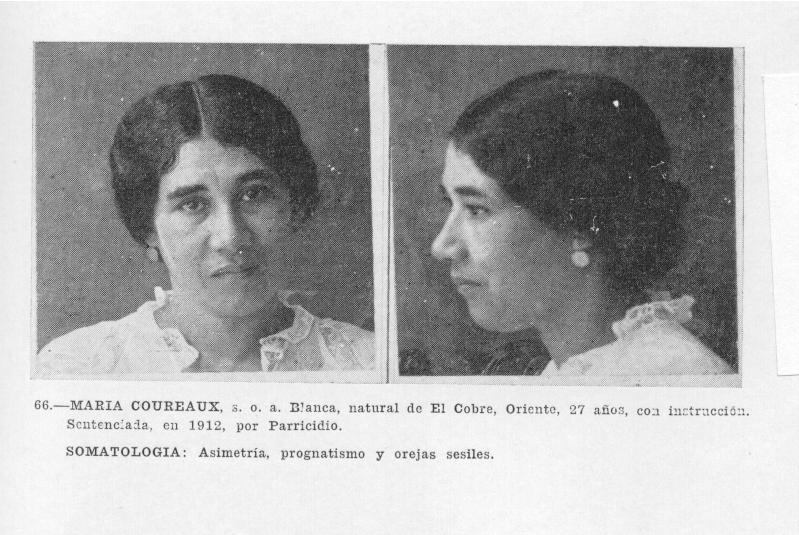 66.—MARIA COUREAUX, s. o. a. Blanca, natural de El Cobre, Oriente, 27 años, con instrucción.
Sentenciada, en 1912, por Parricidio.
SOMATOLOGIA: Asimetría, prognatismo y orejas sesiles.